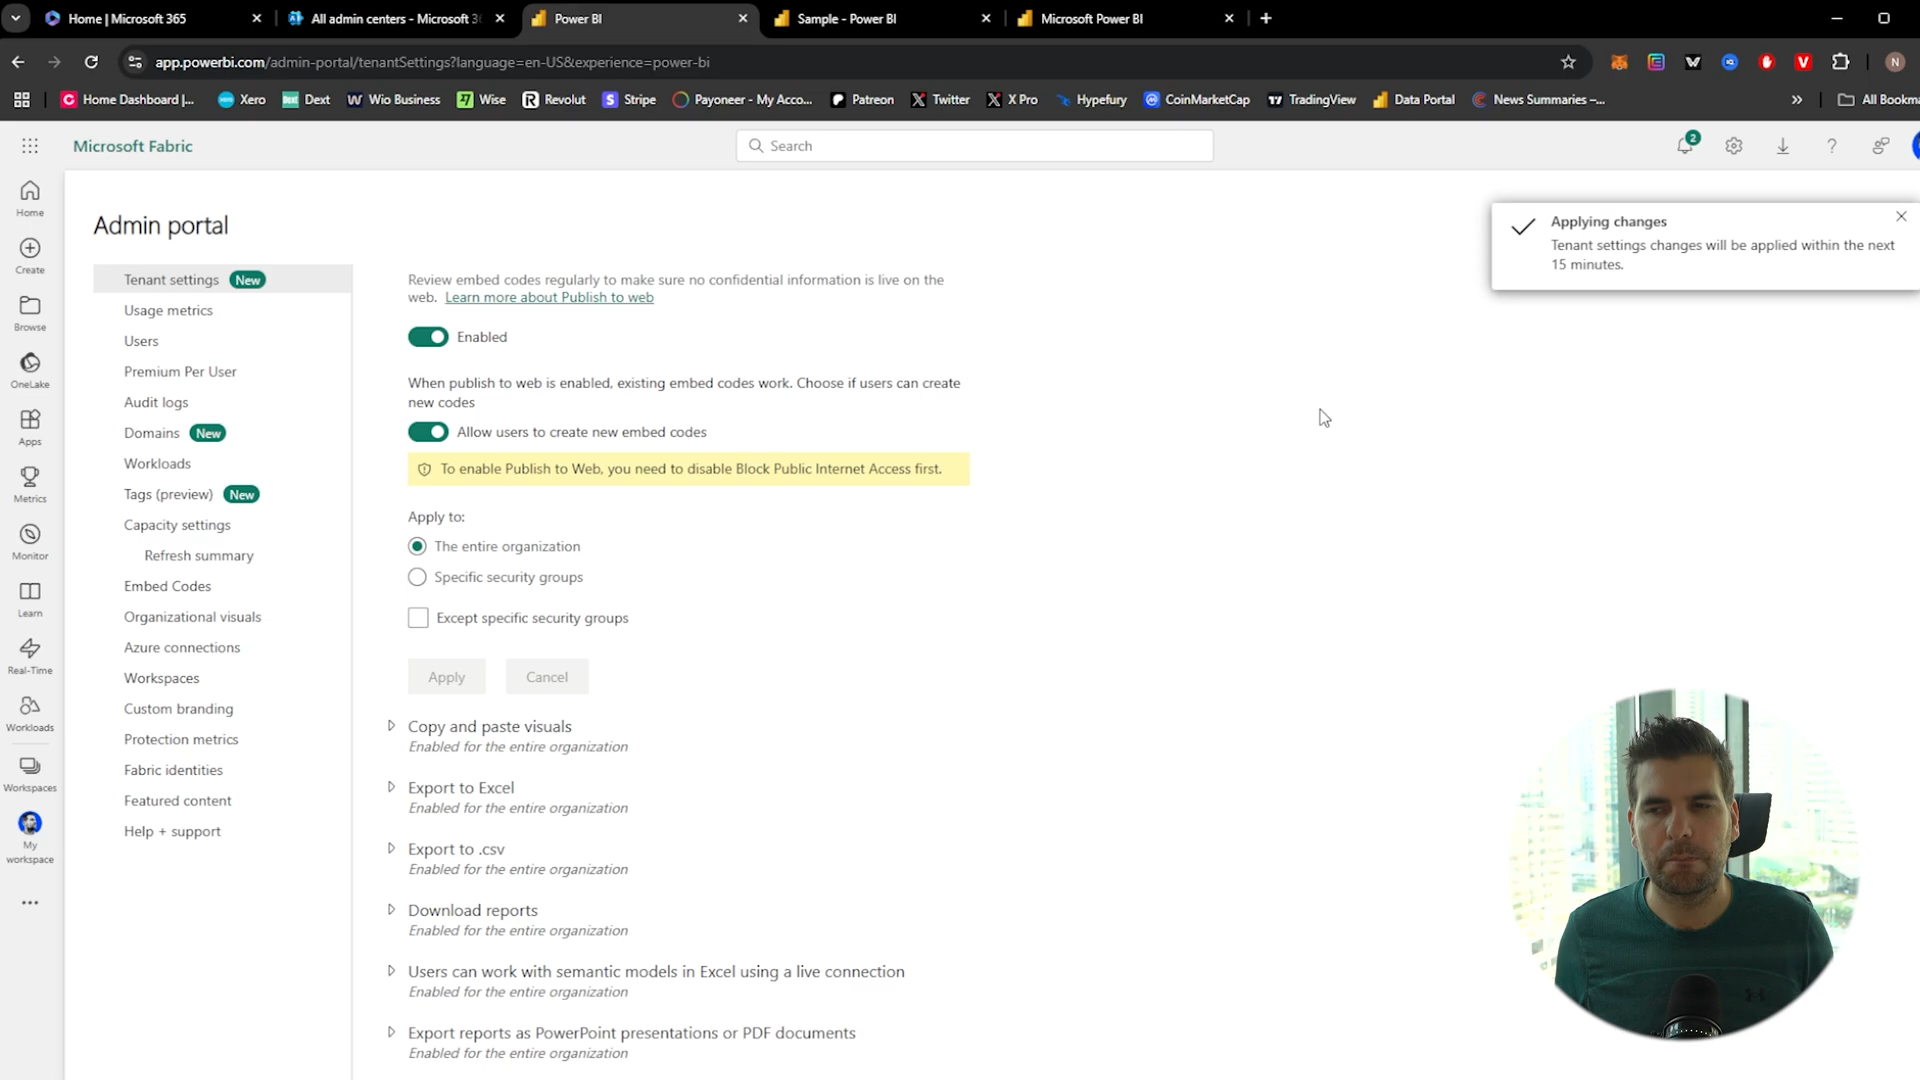 Home | Microsoft 365
All admin centers - Microsoft 3
Power BI
Sample - Power BI
Microsoft Power BI
app.powerbi.com/admin-portal/tenantSettings?language=en-US&experience=power-bi
N
Home Dashboard |...
Xero
Dext
Wio Business
Wise
Revolut
Stripe
Payoneer - My Acco...
Patreon
Twitter
X Pro
Hypefury
CoinMarketCap
TradingView
Data Portal
News Summaries –...
All Bookma
Microsoft Fabric
Search
2
Home
Create
Browse
OneLake
Apps
Metrics
Monitor
Learn
Real-Time
Workloads
Workspaces
My
workspace
Admin portal
Tenant settings New
Usage metrics
Users
Premium Per User
Audit logs
Domains New
Workloads
Tags (preview) New
Capacity settings
Refresh summary
Embed Codes
Organizational visuals
Azure connections
Workspaces
Custom branding
Protection metrics
Fabric identities
Featured content
Help + support
Review embed codes regularly to make sure no confidential information is live on the
web. Learn more about Publish to web
Enabled
When publish to web is enabled, existing embed codes work. Choose if users can create
new codes
Allow users to create new embed codes
To enable Publish to Web, you need to disable Block Public Internet Access first.
Apply to:
The entire organization
Specific security groups
Except specific security groups
Apply
Cancel
Copy and paste visuals
Enabled for the entire organization
Export to Excel
Enabled for the entire organization
Export to .csv
Enabled for the entire organization
Download reports
Enabled for the entire organization
Users can work with semantic models in Excel using a live connection
Enabled for the entire organization
Export reports as PowerPoint presentations or PDF documents
Enabled for the entire organization
Applying changes
Tenant settings changes will be applied within the next
15 minutes.